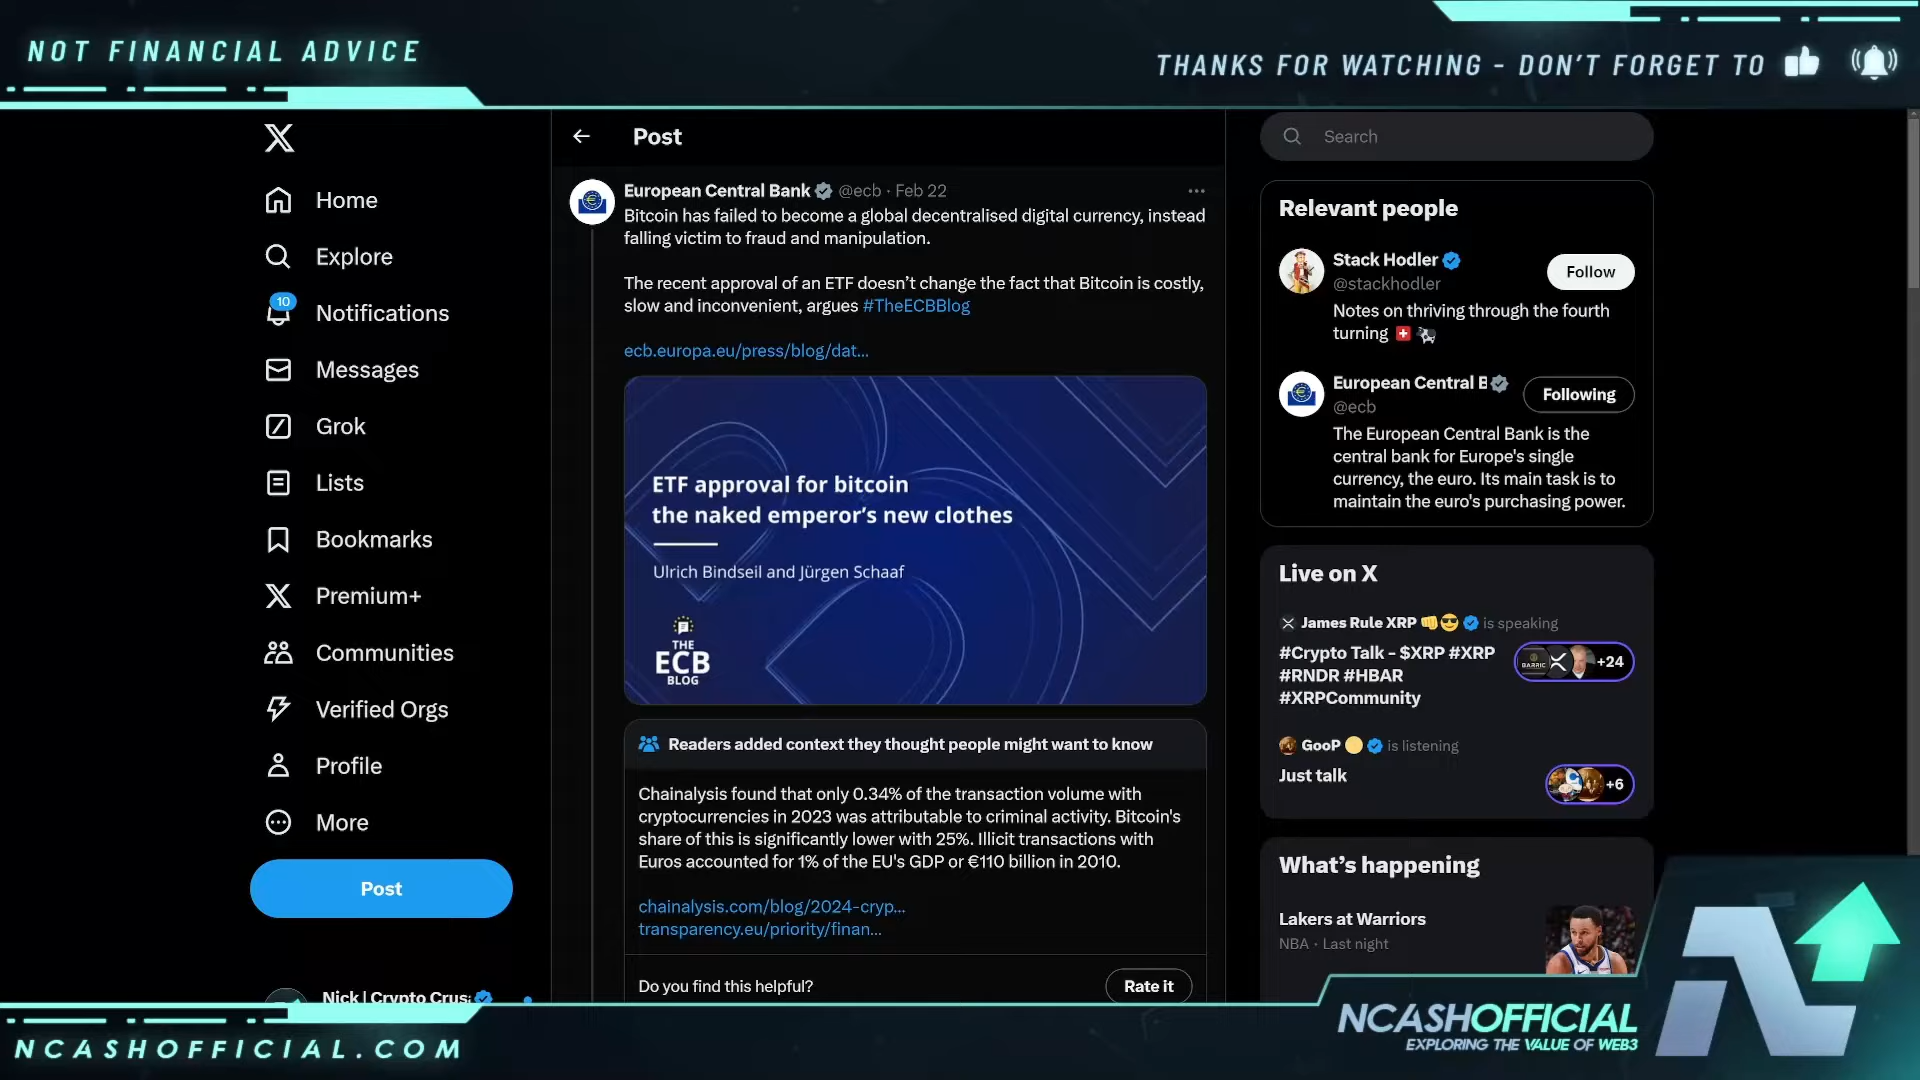 NOT FINANCIAL ADVICE
THANKS FOR WATCHING - DON'T FORGET TO
Home
Explore
10
Notifications
Messages
Grok
Lists
Bookmarks
Premium+
Communities
Verified Orgs
Profile
More
Post
Nick | Crypto Crus
Post
European Central Bank @ecb · Feb 22
Bitcoin has failed to become a global decentralised digital currency, instead
falling victim to fraud and manipulation.
The recent approval of an ETF doesn’t change the fact that Bitcoin is costly,
slow and inconvenient, argues #TheECBBlog
ecb.europa.eu/press/blog/dat...
ETF approval for bitcoin
the naked emperor’s new clothes
Ulrich Bindseil and Jürgen Schaaf
THE
ECB
BLOG
Readers added context they thought people might want to know
Chainalysis found that only 0.34% of the transaction volume with
cryptocurrencies in 2023 was attributable to criminal activity. Bitcoin's
share of this is significantly lower with 25%. Illicit transactions with
Euros accounted for 1% of the EU's GDP or €110 billion in 2010.
chainalysis.com/blog/2024-cryp...
transparency.eu/priority/finan...
Do you find this helpful?
Rate it
Search
Relevant people
Stack Hodler
@stackhodler
Follow
Notes on thriving through the fourth
turning
European Central B
@ecb
Following
The European Central Bank is the
central bank for Europe's single
currency, the euro. Its main task is to
maintain the euro's purchasing power.
Live on X
James Rule XRP is speaking
#Crypto Talk - $XRP #XRP
#RNDR #HBAR
#XRPCommunity
BARRIC
+24
GooP is listening
Just talk
+6
What’s happening
Lakers at Warriors
NBA · Last night
NCASHOFFICIAL.COM
NCASHOFFICIAL
EXPLORING THE VALUE OF WEB3